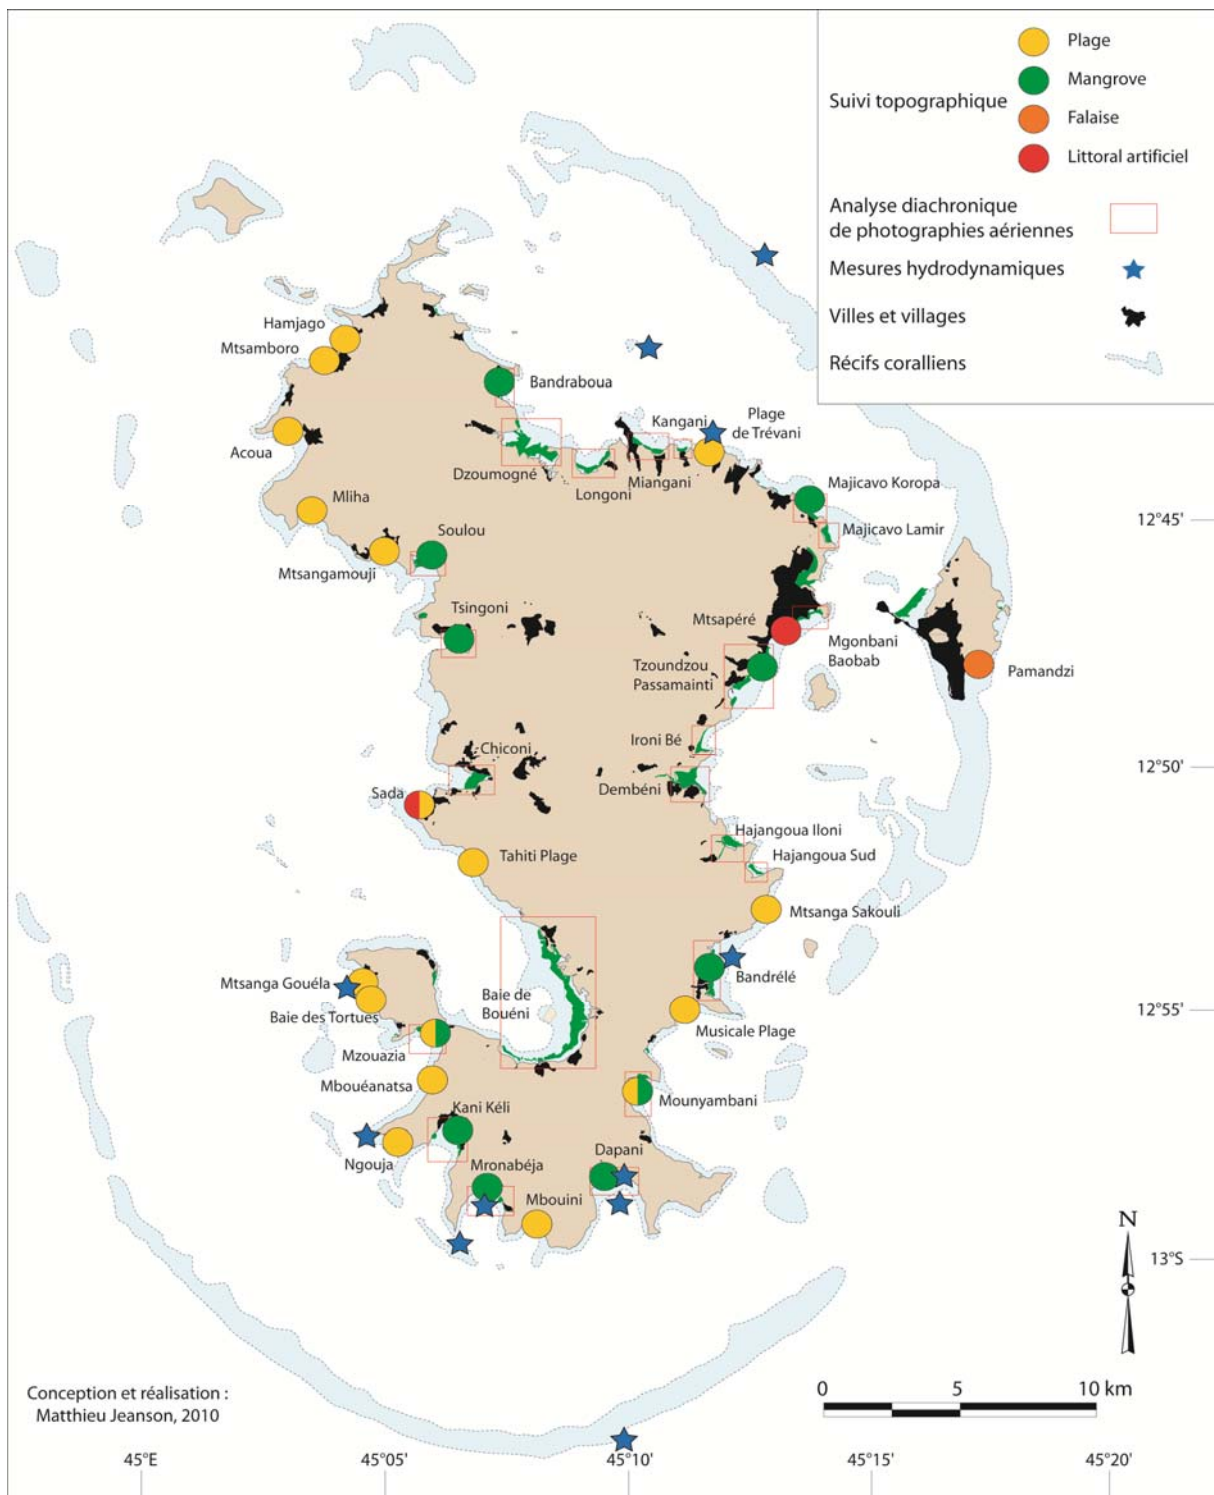 Suivi topographique
Plage
Mangrove
Falaise
Littoral artificiel
Analyse diachronique
de photographies aériennes
Mesures hydrodynamiques
Villes et villages
Récifs coralliens
Hamjago
Mtsamboro
Bandraboua
Acoua
Kangani
Plage
de Trévani
Dzoumogné
Longoni
Miangani
Majicavo Koropa
Mliha
Soulou
Majicavo Lamir
12°45'
Mtsangamouji
Tsingoni
Mtsapéré
Mgonbani
Baobab
Tzoundzou
Passamainti
Pamandzi
Ironi Bé
Chiconi
12°50'
Dembéni
Sada
Hajangoua Iloni
Hajangoua Sud
Tahiti Plage
Mtsanga Sakouli
Mtsanga Gouéla
Bandrélé
Baie de
Bouéni
Baie des Tortues
Musicale Plage
12°55'
Mzouazia
Mbouéanatsa
Mounyambani
Kani Kéli
Ngouja
Mronabéja
Dapani
Mbouini
N
13°S
Conception et réalisation :
Matthieu Jeanson, 2010
0 5 10 km
45°E 45°05' 45°10' 45°15' 45°20'